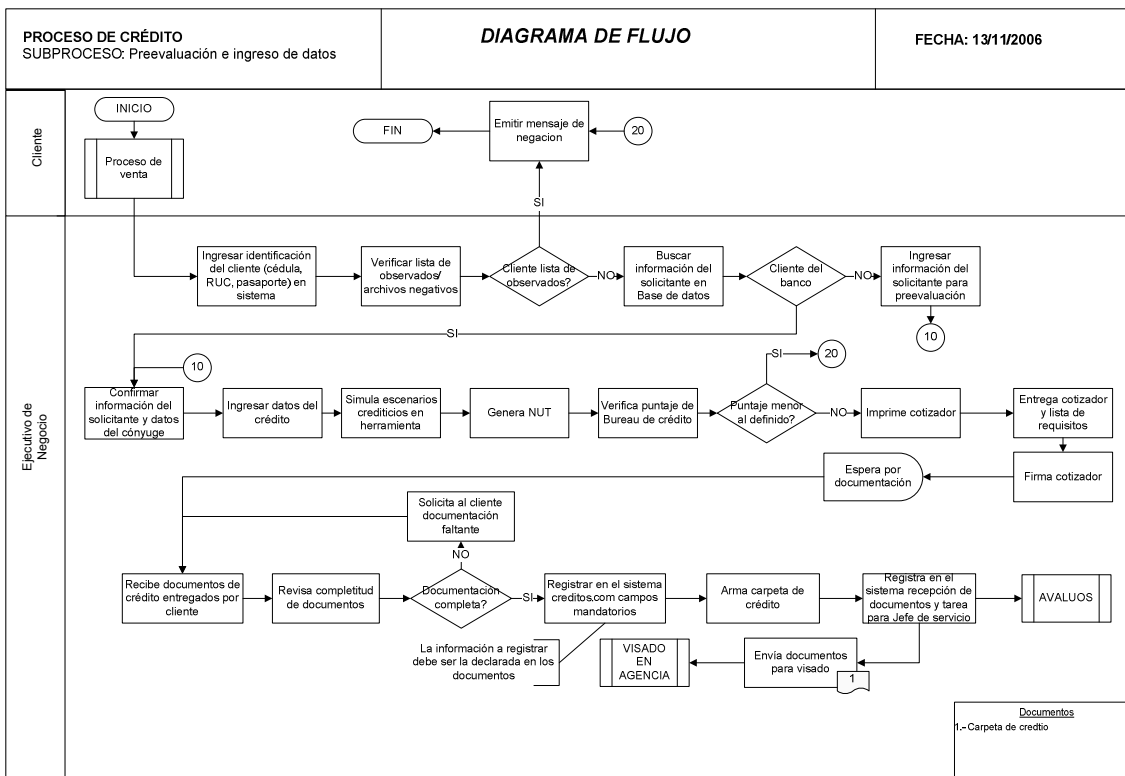 PROCESO DE CRÉDITO
SUBPROCESO: Preevaluación e ingreso de datos
DIAGRAMA DE FLUJO
FECHA: 13/11/2006
Cliente
INICIO
Proceso de
venta
FIN
Emitir mensaje de
negacion
20
SI
Ejecutivo de
Negocio
Ingresar identificación
del cliente (cédula,
RUC, pasaporte) en
sistema
Verificar lista de
observados/
archivos negativos
Cliente lista de
observados?
NO
Buscar
información del
solicitante en
Base de datos
Cliente del
banco
NO
Ingresar
información del
solicitante para
preevaluación
10
SI
10
Confirmar
información del
solicitante y datos
del cónyuge
Ingresar datos del
crédito
Simula escenarios
crediticios en
herramienta
Genera NUT
Verifica puntaje de
Bureau de crédito
Puntaje menor
al definido?
SI
20
NO
Imprime cotizador
Entrega cotizador
y lista de
requisitos
Firma cotizador
Espera por
documentación
Solicita al cliente
documentación
faltante
NO
Recibe documentos de
crédito entregados por
cliente
Revisa completitud
de documentos
Documentación
completa?
SI
Registrar en el sistema
creditos.com campos
mandatorios
Arma carpeta de
crédito
Registra en el
sistema recepción de
documentos y tarea
para Jefe de servicio
AVALUOS
La información a registrar
debe ser la declarada en los
documentos
VISADO
EN
AGENCIA
Envía documentos
para visado
1
Documentos
1.-Carpeta de credtio